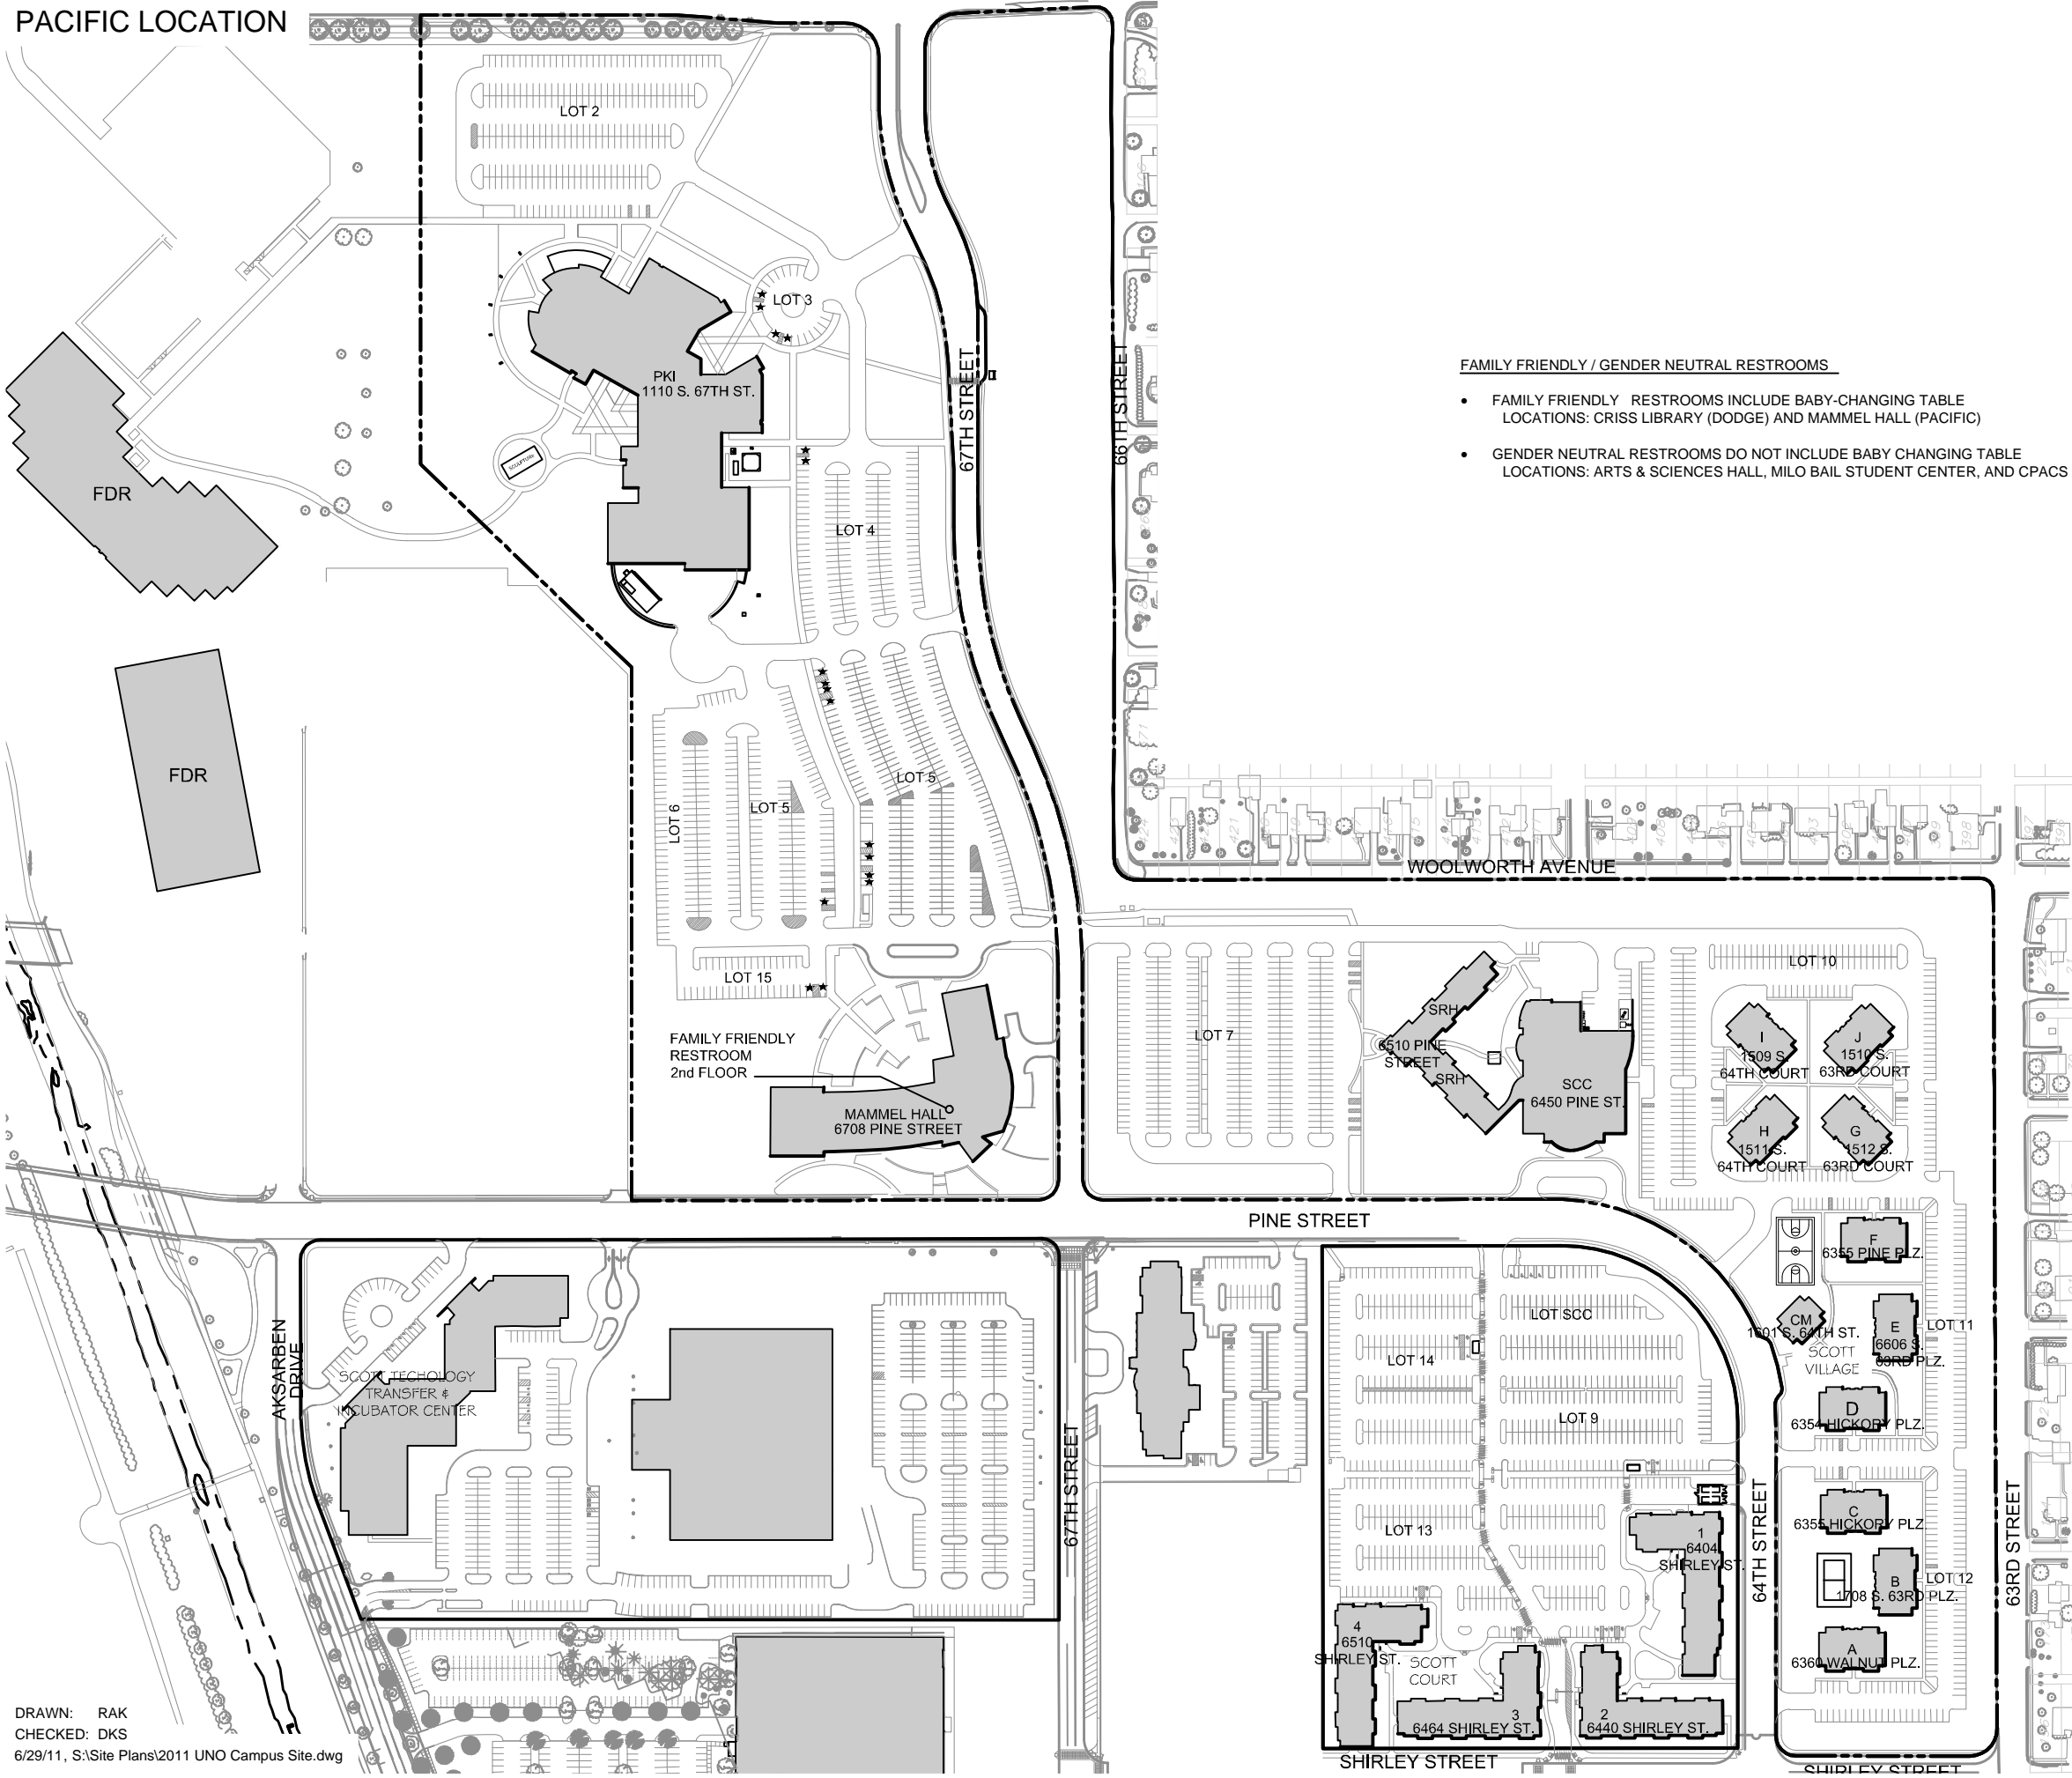 PACIFIC LOCATION
LOT 2
LOT 3
PKI
1110 S. 67TH ST.
67TH STREET
66TH STREET
FAMILY FRIENDLY / GENDER NEUTRAL RESTROOMS
• FAMILY FRIENDLY RESTROOMS INCLUDE BABY-CHANGING TABLE
LOCATIONS: CRISS LIBRARY (DODGE) AND MAMMEL HALL (PACIFIC)
• GENDER NEUTRAL RESTROOMS DO NOT INCLUDE BABY CHANGING TABLE
LOCATIONS: ARTS & SCIENCES HALL, MILO BAIL STUDENT CENTER, AND CPACS
SCULPTURE
FDR
LOT 4
FDR
LOT 5
LOT 5
LOT 6
WOOLWORTH AVENUE
LOT 15
LOT 7
LOT 10
FAMILY FRIENDLY
RESTROOM
2nd FLOOR
MAMMEL HALL
6708 PINE STREET
SRH
6510 PINE
STREET
SRH
SCC
6450 PINE ST.
I
1509 S.
64TH COURT
J
1510 S.
63RD COURT
H
1511 S.
64TH COURT
G
1512 S.
63RD COURT
PINE STREET
F
6355 PINE PLZ.
LOT SCC
CM
1601 S. 64TH ST.
SCOTT
VILLAGE
E
6606 S.
63RD PLZ.
LOT 11
AKSARBEN
DRIVE
SCOTT TECHOLOGY
TRANSFER &
INCUBATOR CENTER
LOT 14
LOT 9
D
6354 HICKORY PLZ.
67TH STREET
64TH STREET
63RD STREET
LOT 13
C
6355 HICKORY PLZ.
1
6404
SHIRLEY ST.
B
1708 S. 63RD PLZ.
LOT 12
4
6510
SHIRLEY ST.
SCOTT
COURT
A
6360 WALNUT PLZ.
3
6464 SHIRLEY ST.
2
6440 SHIRLEY ST.
SHIRLEY STREET
SHIRLEY STREET
DRAWN: RAK
CHECKED: DKS
6/29/11, S:\Site Plans\2011 UNO Campus Site.dwg